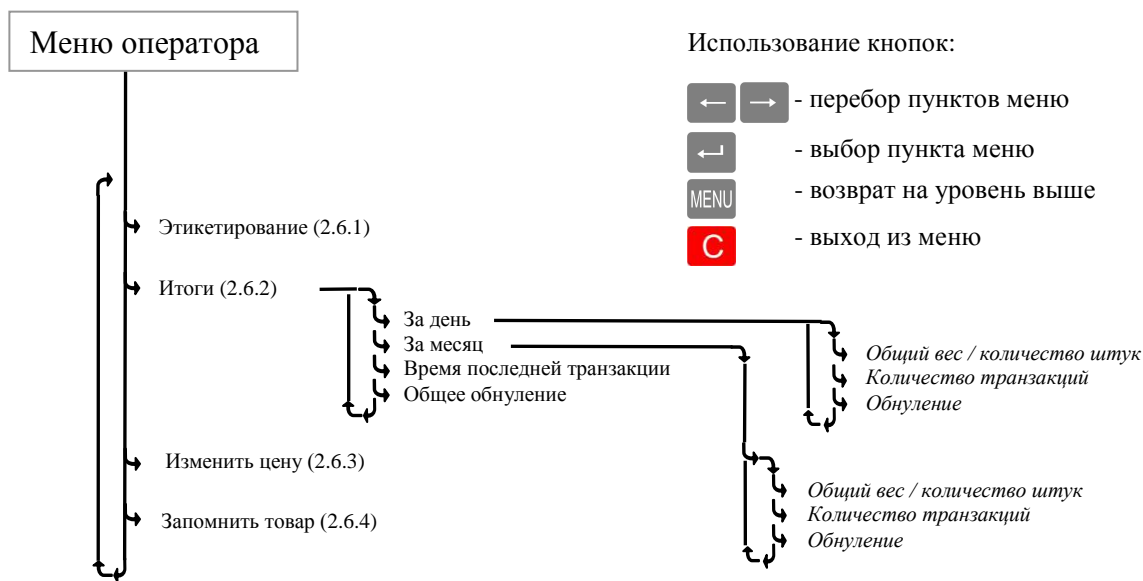 Меню оператора
Использование кнопок:
← → - перебор пунктов меню
↵ - выбор пункта меню
MENU - возврат на уровень выше
C - выход из меню
Этикетирование (2.6.1)
Итоги (2.6.2)
За день
За месяц
Время последней транзакции
Общее обнуление
Общий вес / количество штук
Количество транзакций
Обнуление
Изменить цену (2.6.3)
Запомнить товар (2.6.4)
Общий вес / количество штук
Количество транзакций
Обнуление